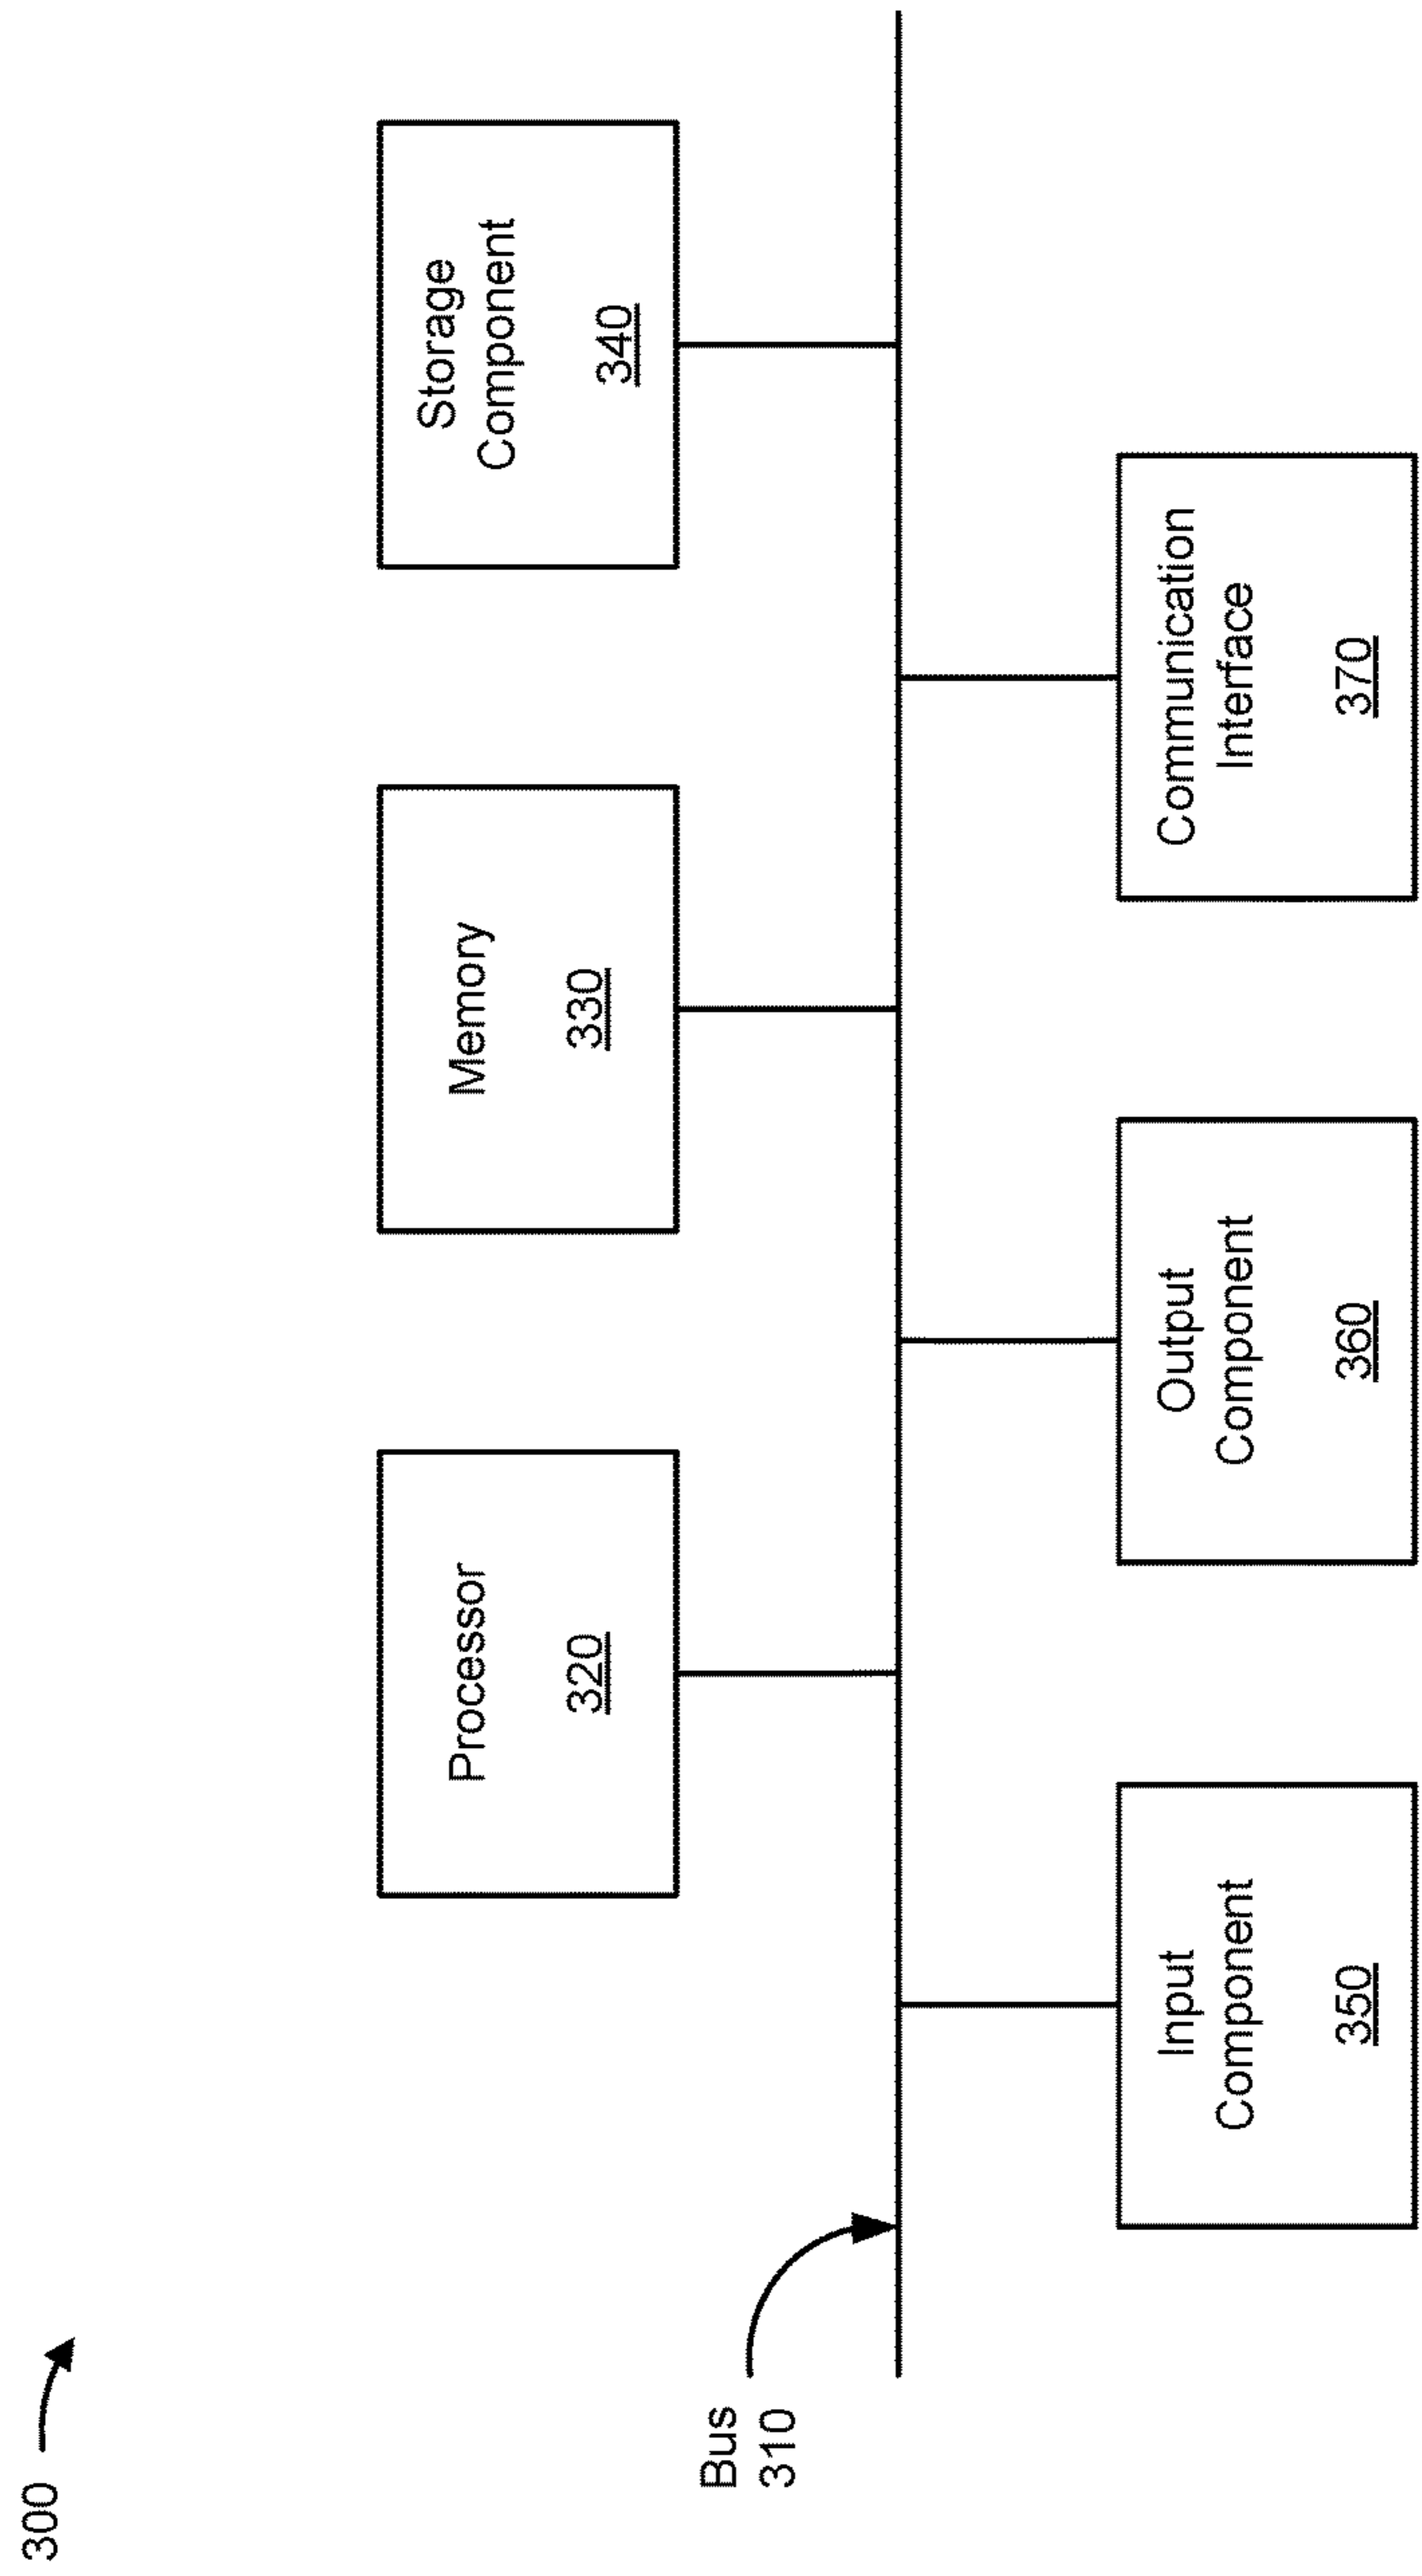 300
Processor
320
Memory
330
Storage
Component
340
Bus
310
Input
Component
350
Output
Component
360
Communication
Interface
370